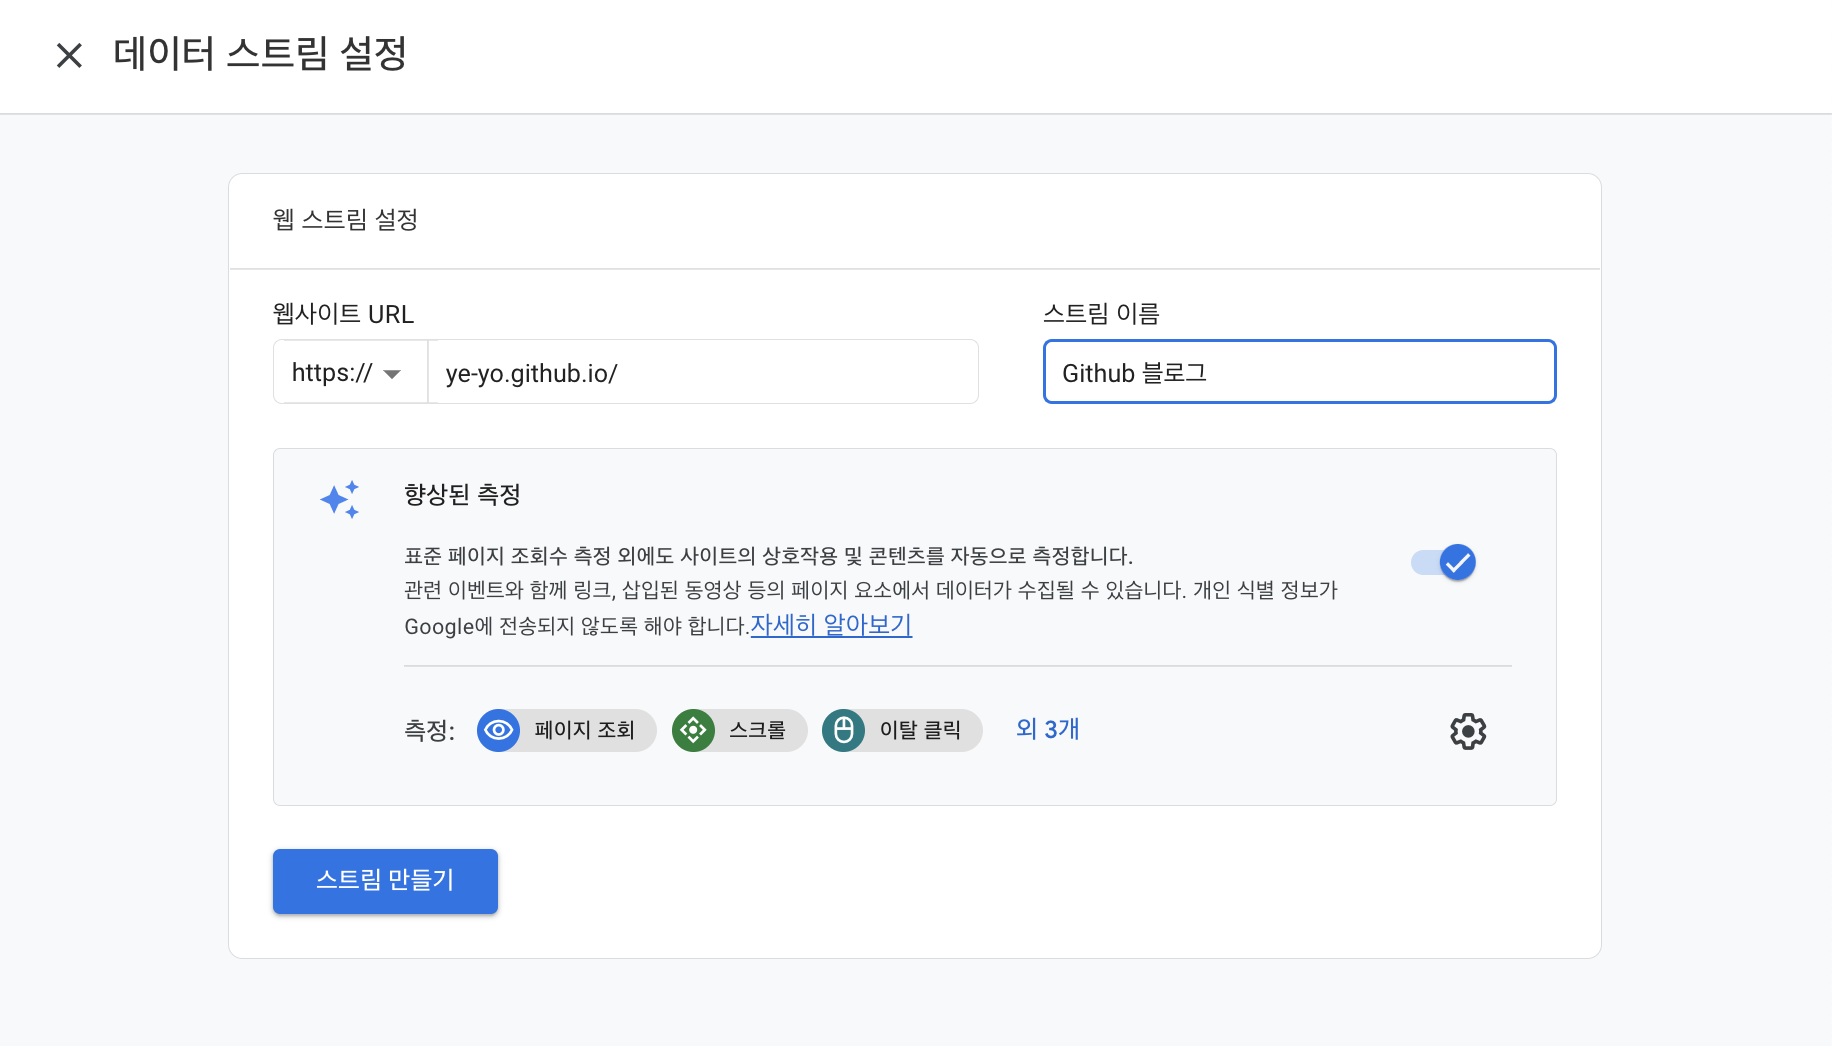 데이터 스트림 설정
웹 스트림 설정
웹사이트 URL
https://
ye-yo.github.io/
스트림 이름
Github 블로그
향상된 측정
표준 페이지 조회수 측정 외에도 사이트의 상호작용 및 콘텐츠를 자동으로 측정합니다.
관련 이벤트와 함께 링크, 삽입된 동영상 등의 페이지 요소에서 데이터가 수집될 수 있습니다. 개인 식별 정보가
Google에 전송되지 않도록 해야 합니다.자세히 알아보기
측정: 페이지 조회 스크롤 이탈 클릭 외 3개
스트림 만들기